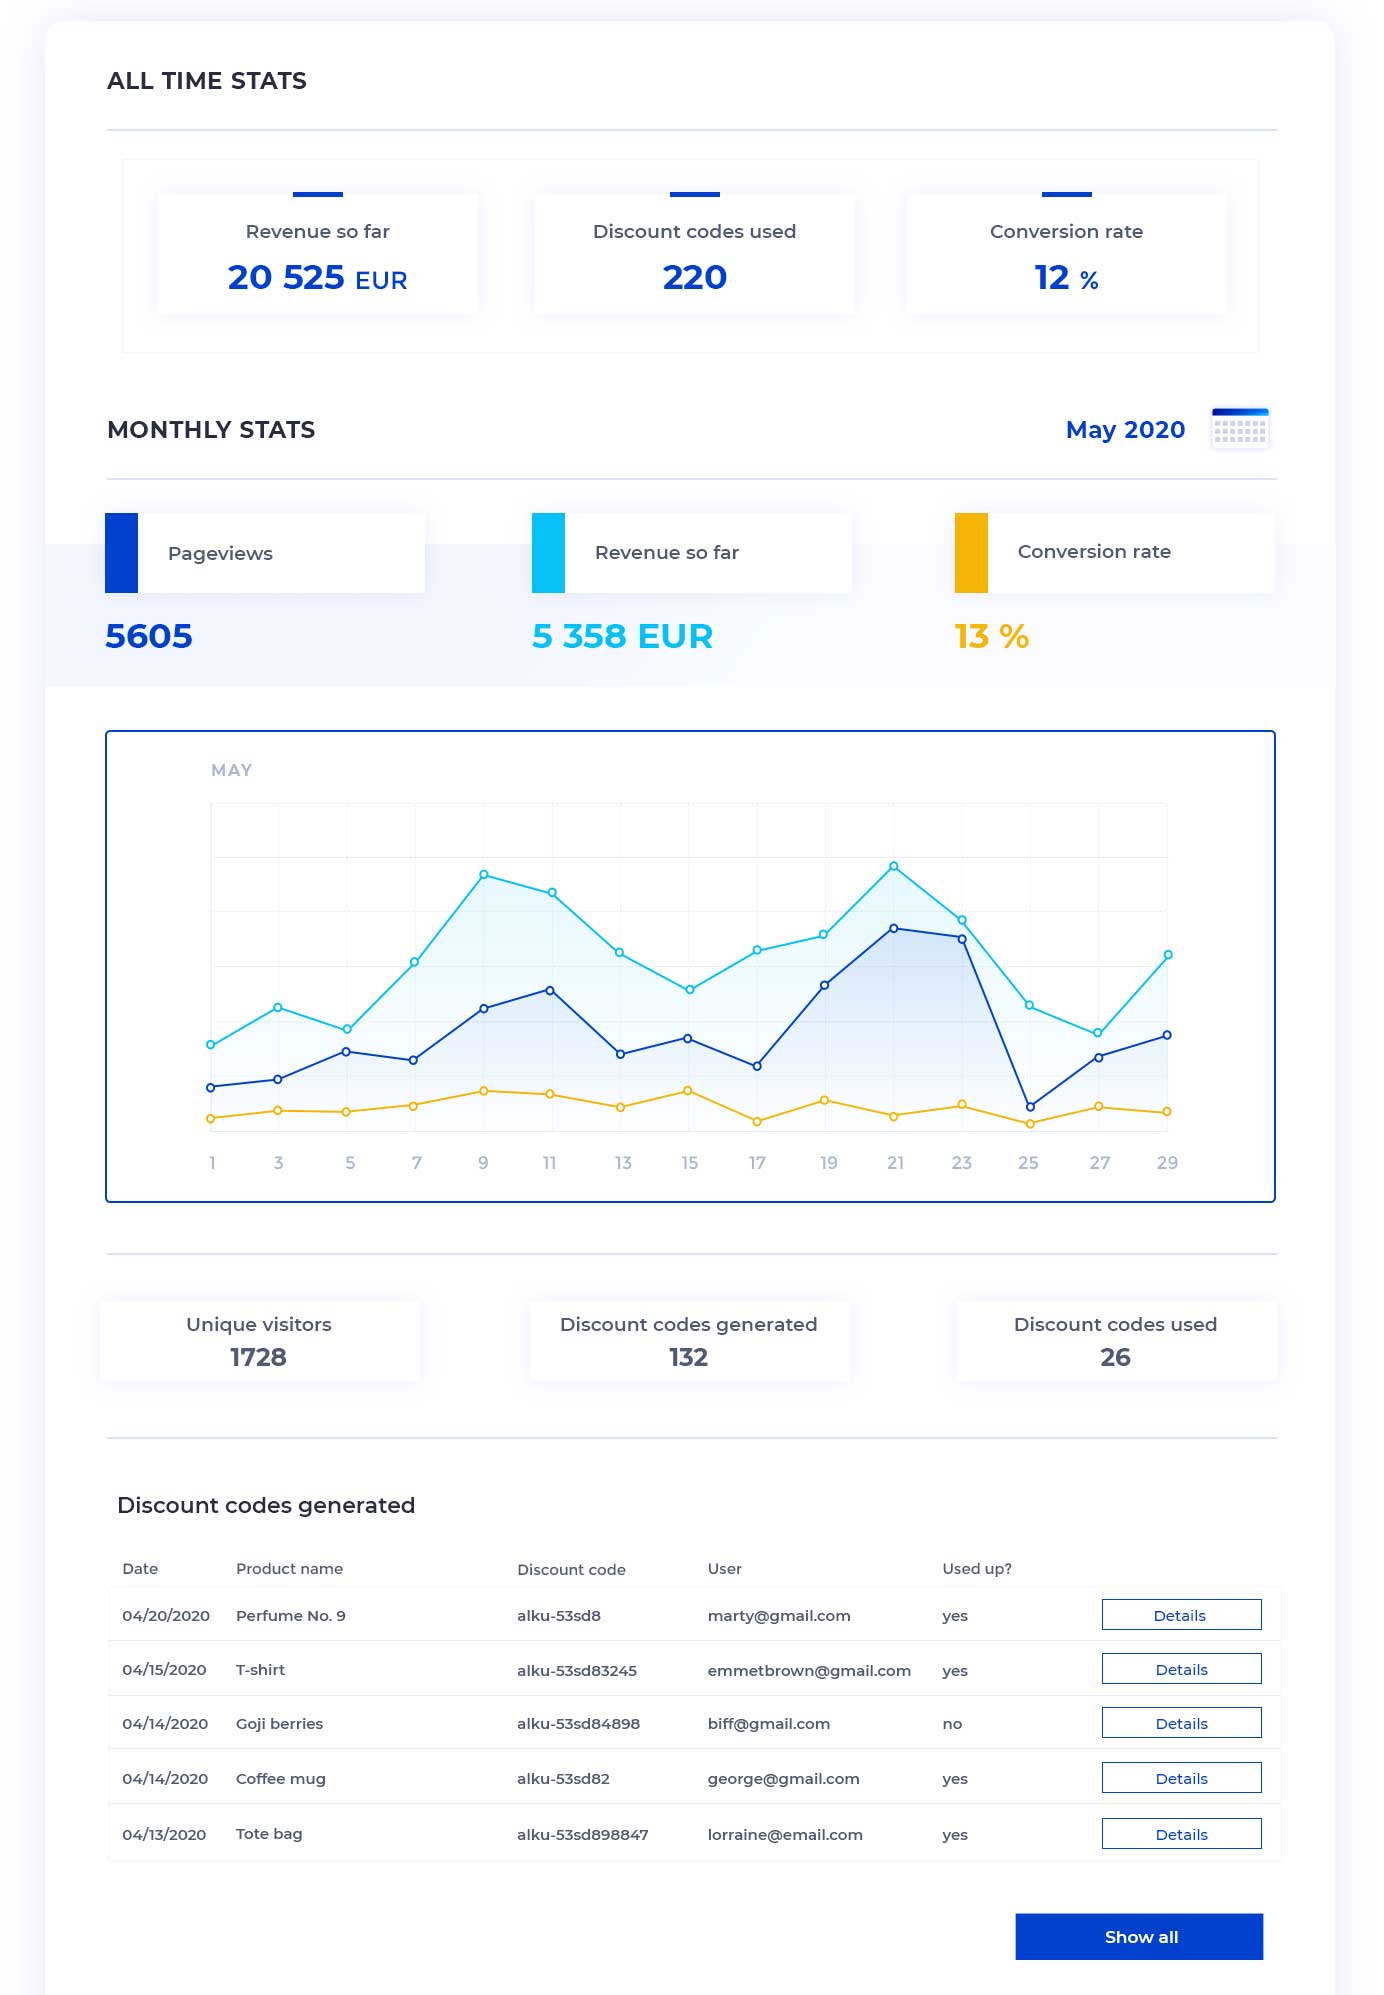 ALL TIME STATS
Revenue so far
20 525 EUR
Discount codes used
220
Conversion rate
12 %
MONTHLY STATS
May 2020
Pageviews
5605
Revenue so far
5 358 EUR
Conversion rate
13 %
MAY
1 3 5 7 9 11 13 15 17 19 21 23 25 27 29
Unique visitors
1728
Discount codes generated
132
Discount codes used
26
Discount codes generated
Date Product name Discount code User Used up?
04/20/2020 Perfume No. 9 alku-53sd8 marty@gmail.com yes Details
04/15/2020 T-shirt alku-53sd83245 emmetbrown@gmail.com yes Details
04/14/2020 Goji berries alku-53sd84898 biff@gmail.com no Details
04/14/2020 Coffee mug alku-53sd82 george@gmail.com yes Details
04/13/2020 Tote bag alku-53sd898847 lorraine@email.com yes Details
Show all